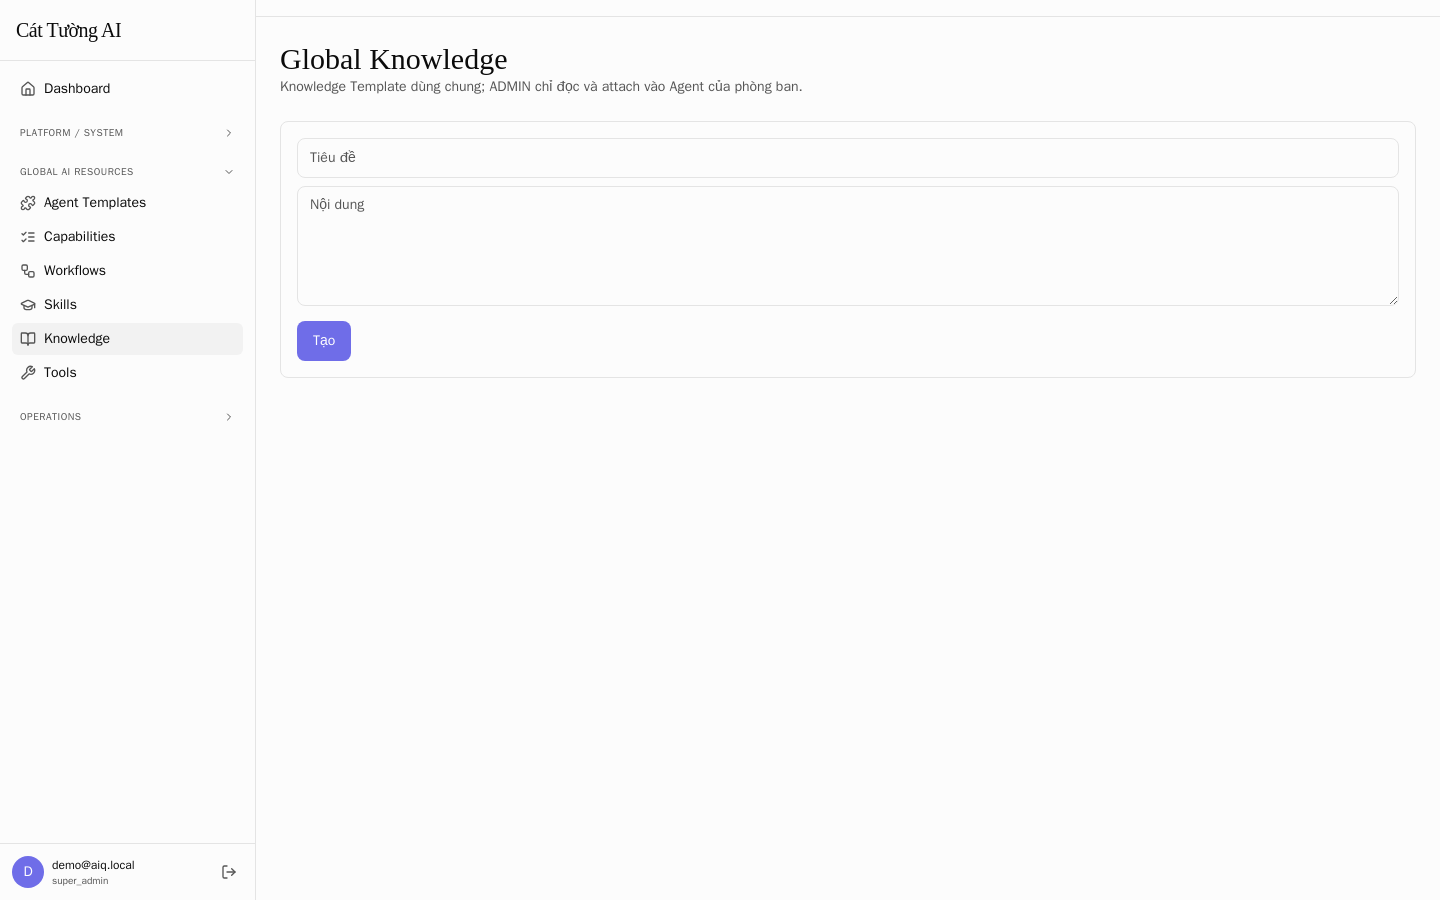 Cát Tường AI
Dashboard
PLATFORM / SYSTEM
GLOBAL AI RESOURCES
Agent Templates
Capabilities
Workflows
Skills
Knowledge
Tools
OPERATIONS
D
demo@aiq.local
super_admin
Global Knowledge
Knowledge Template dùng chung; ADMIN chỉ đọc và attach vào Agent của phòng ban.
Tiêu đề
Nội dung
Tạo